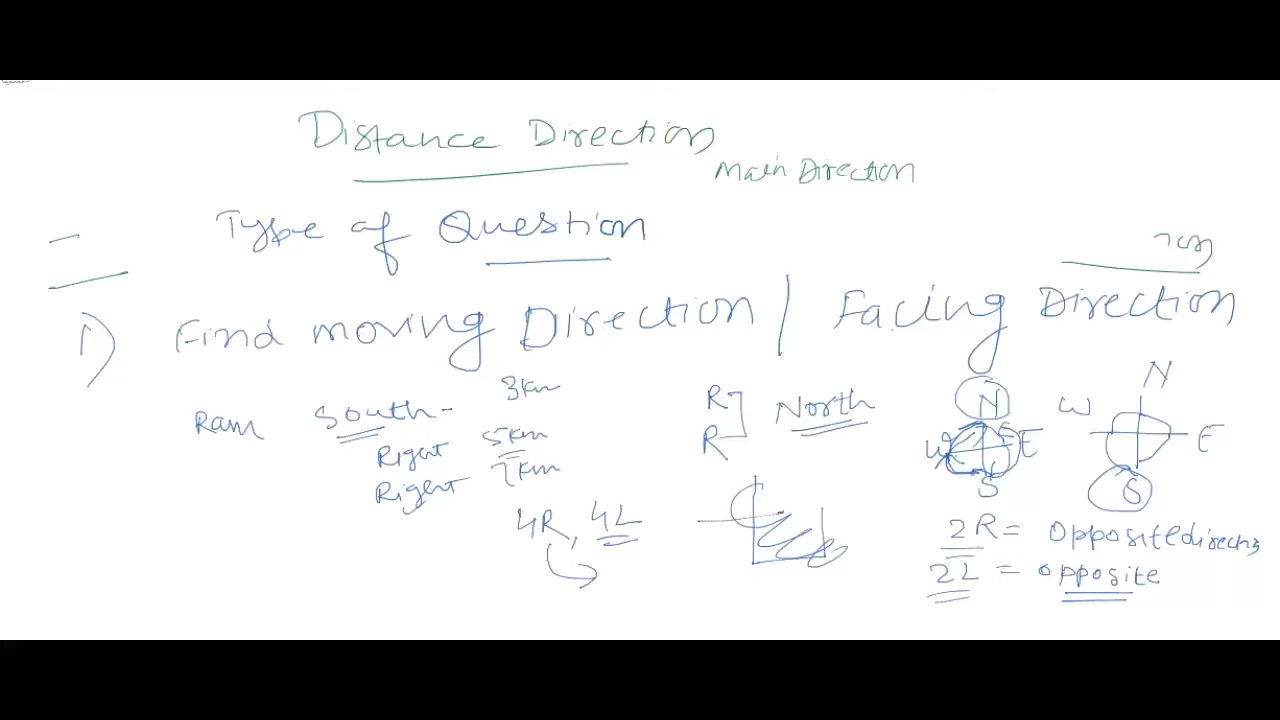 Distance Direction
Main Direction
Type of Question
1) Find moving Direction / Facing Direction
Ram South - 3km
Right 5km
Right 7km
R
R
North
4R, 4L
N
W E
S
N
W E
S
2R = Opposite
2L = opposite